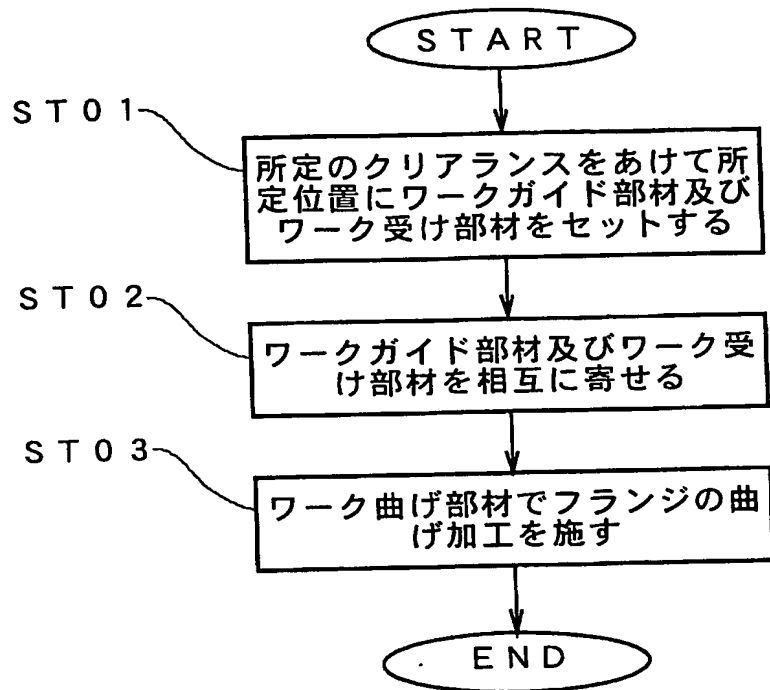 START
ST01
所定のクリアランスをあけて所
定位置にワークガイド部材及び
ワーク受け部材をセットする
ST02
ワークガイド部材及びワーク受
け部材を相互に寄せる
ST03
ワーク曲げ部材でフランジの曲
げ加工を施す
END